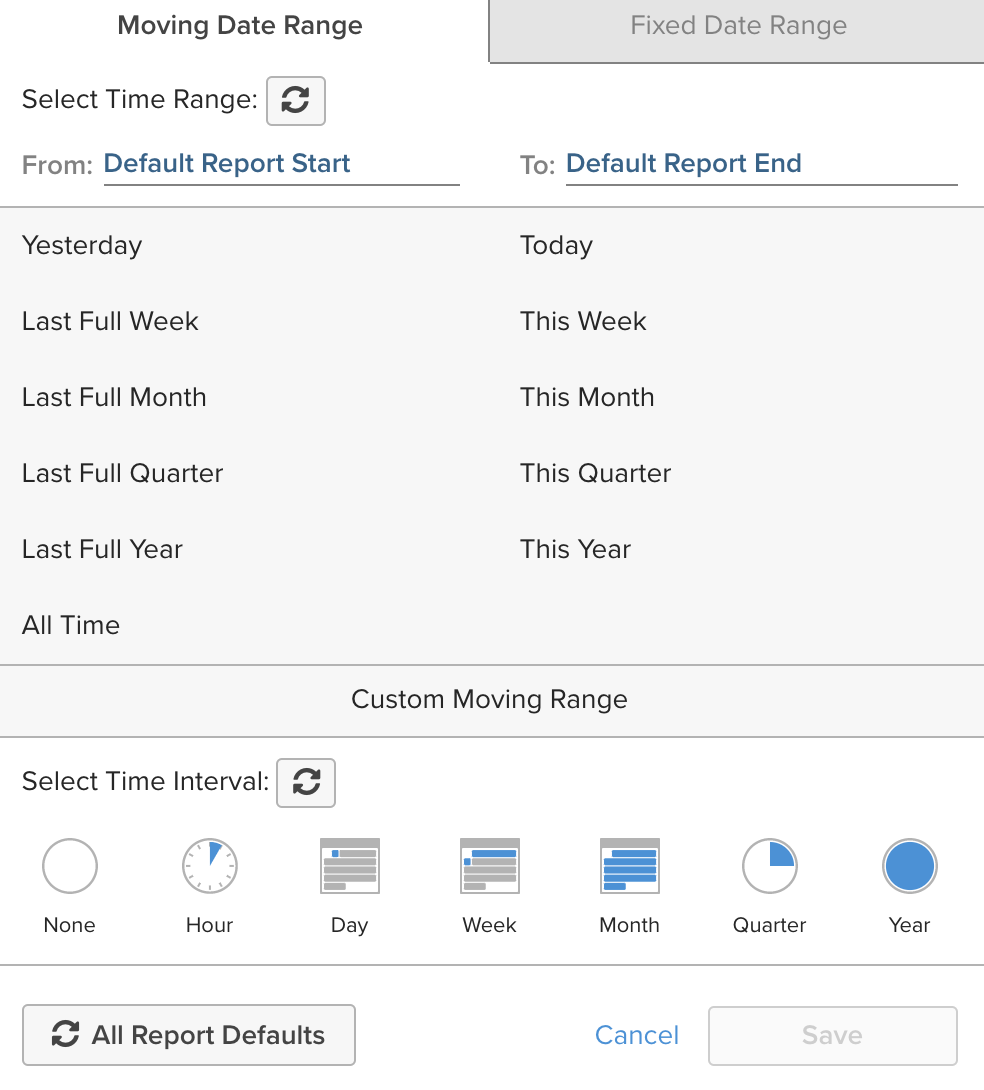 Moving Date Range Fixed Date Range
Select Time Range:
From: Default Report Start To: Default Report End
Yesterday Today
Last Full Week This Week
Last Full Month This Month
Last Full Quarter This Quarter
Last Full Year This Year
All Time
Custom Moving Range
Select Time Interval:
None Hour Day Week Month Quarter Year
All Report Defaults Cancel Save